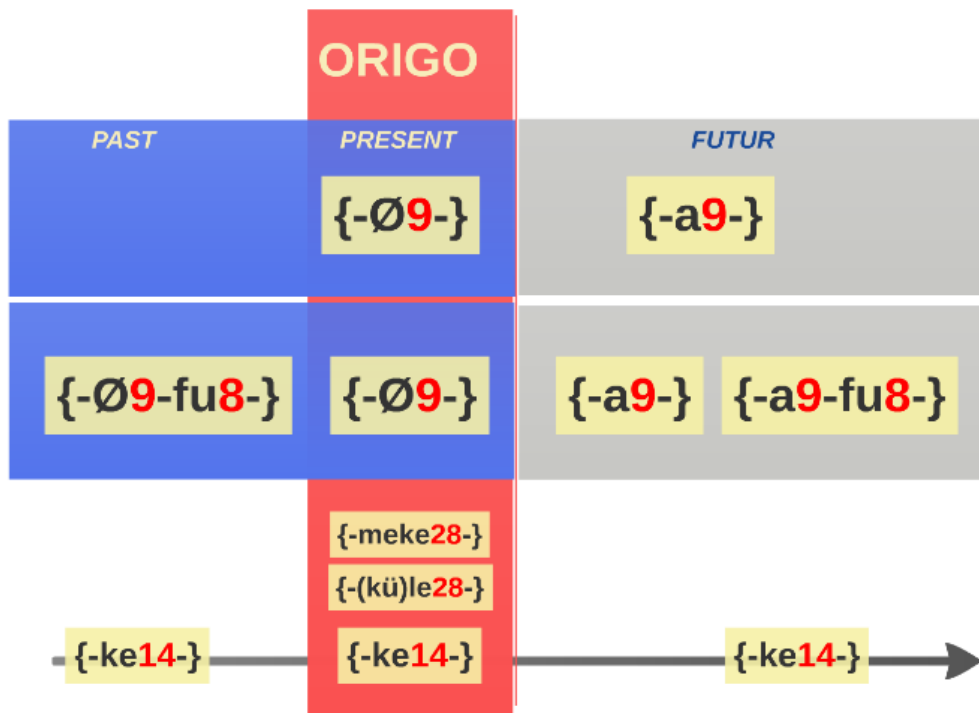 ORIGO
PAST PRESENT FUTUR
{-Ø9-} {-a9-}
{-Ø9-fu8-} {-Ø9-} {-a9-} {-a9-fu8-}
{-meke28-}
{-(kü)le28-}
{-ke14-} {-ke14-} {-ke14-}